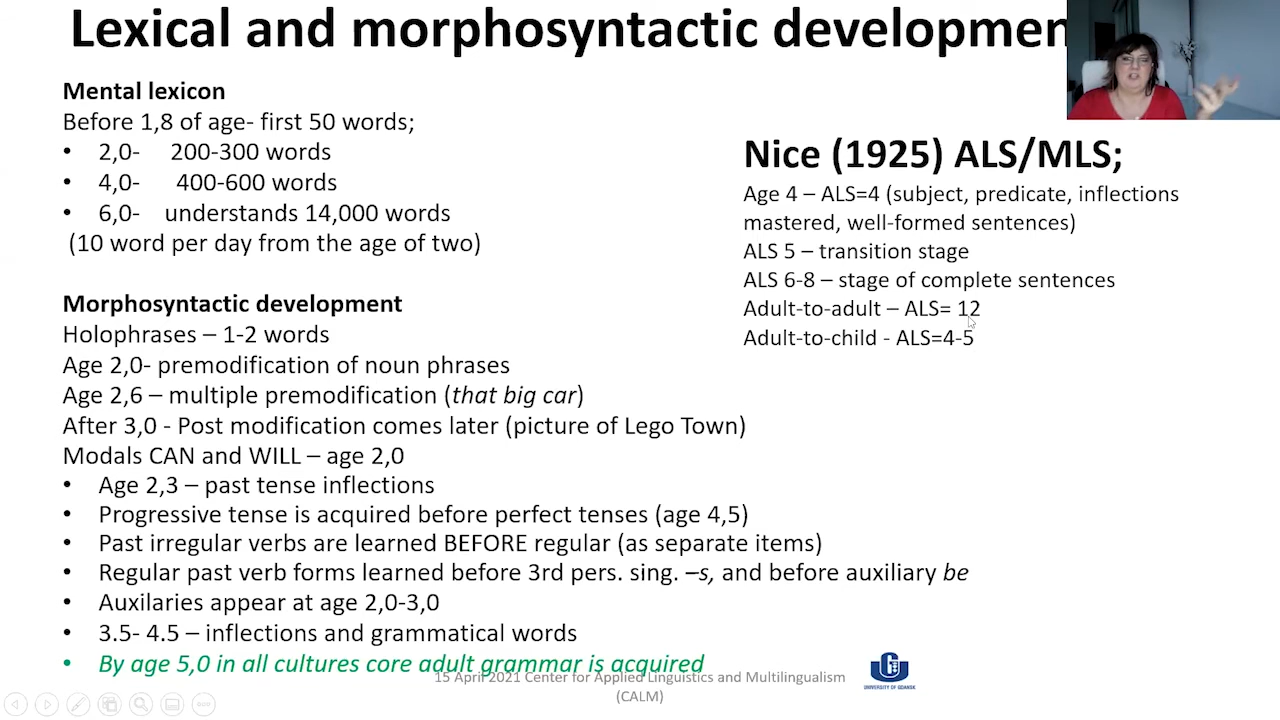 Lexical and morphosyntactic developmen
Mental lexicon
Before 1,8 of age- first 50 words;
• 2,0- 200-300 words
• 4,0- 400-600 words
• 6,0- understands 14,000 words
(10 word per day from the age of two)
Morphosyntactic development
Holophrases – 1-2 words
Age 2,0- premodification of noun phrases
Age 2,6 – multiple premodification (that big car)
After 3,0 - Post modification comes later (picture of Lego Town)
Modals CAN and WILL – age 2,0
• Age 2,3 – past tense inflections
• Progressive tense is acquired before perfect tenses (age 4,5)
• Past irregular verbs are learned BEFORE regular (as separate items)
• Regular past verb forms learned before 3rd pers. sing. –s, and before auxiliary be
• Auxilaries appear at age 2,0-3,0
• 3.5- 4.5 – inflections and grammatical words
• By age 5,0 in all cultures core adult grammar is acquired
Nice (1925) ALS/MLS;
Age 4 – ALS=4 (subject, predicate, inflections
mastered, well-formed sentences)
ALS 5 – transition stage
ALS 6-8 – stage of complete sentences
Adult-to-adult – ALS= 12
Adult-to-child - ALS=4-5
15 April 2021 Center for Applied Linguistics and Multilingualism
(CALM)
UNIVERSITY OF GDAŃSK